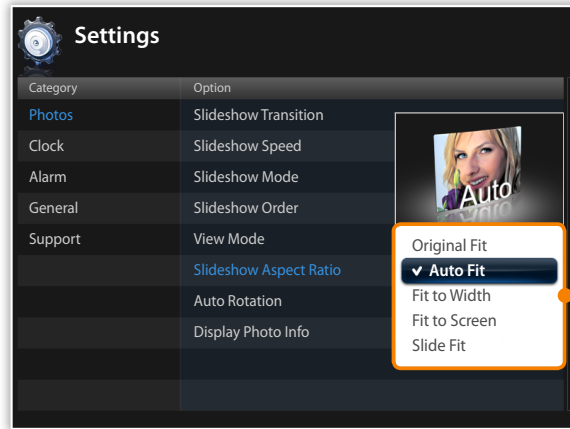 Settings
Category Option
Photos Slideshow Transition
Clock Slideshow Speed
Alarm Slideshow Mode
General Slideshow Order
Support View Mode
Slideshow Aspect Ratio
Auto Rotation
Display Photo Info
Auto
Original Fit
Auto Fit
Fit to Width
Fit to Screen
Slide Fit